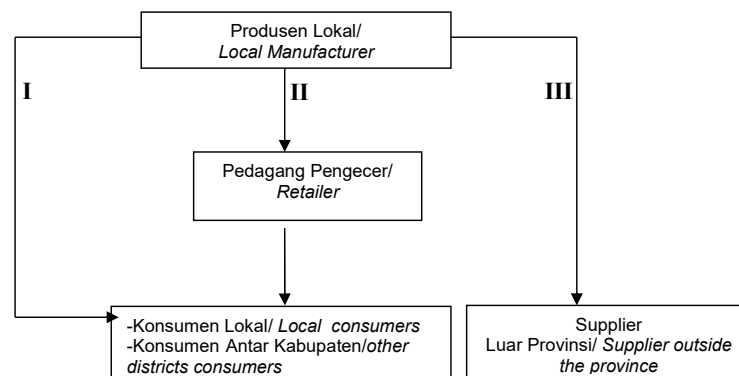 Produsen Lokal/
Local Manufacturer
I
II
III
Pedagang Pengecer/
Retailer
-Konsumen Lokal/ Local consumers
-Konsumen Antar Kabupaten/other
districts consumers
Supplier
Luar Provinsi/ Supplier outside
the province